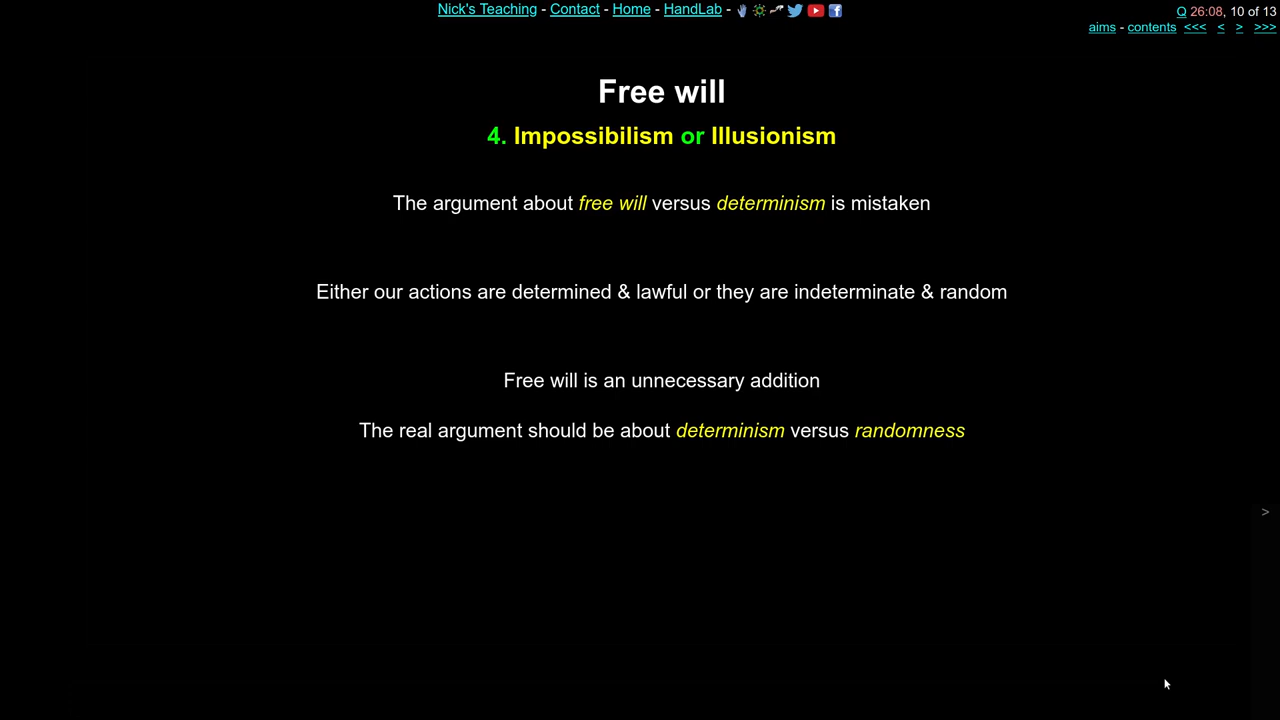 Nick's Teaching - Contact - Home - HandLab -
Q 26:08, 10 of 13
aims - contents <<< < > >>>
Free will
4. Impossibilism or Illusionism
The argument about free will versus determinism is mistaken
Either our actions are determined & lawful or they are indeterminate & random
Free will is an unnecessary addition
The real argument should be about determinism versus randomness
>